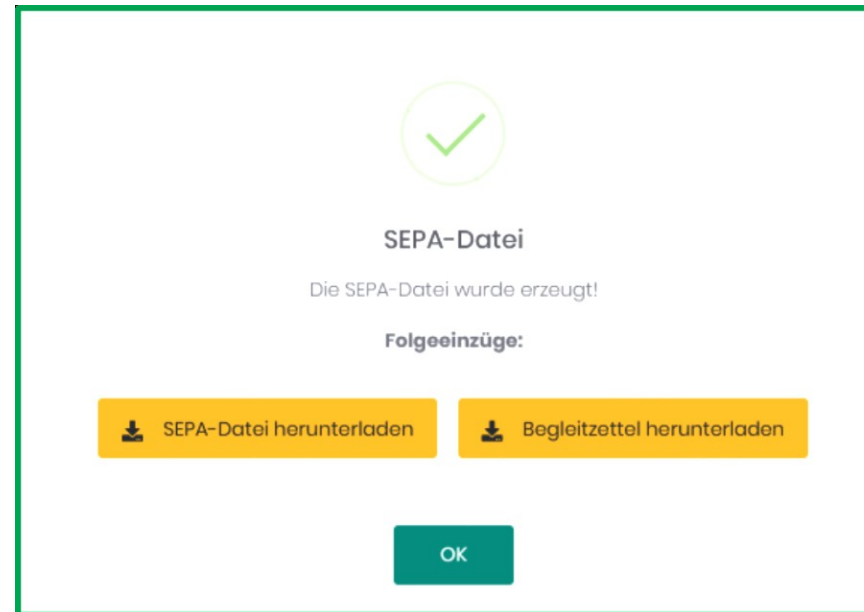 SEPA-Datei
Die SEPA-Datei wurde erzeugt!
Folgeeinzüge:
SEPA-Datei herunterladen
Begleitzettel herunterladen
OK